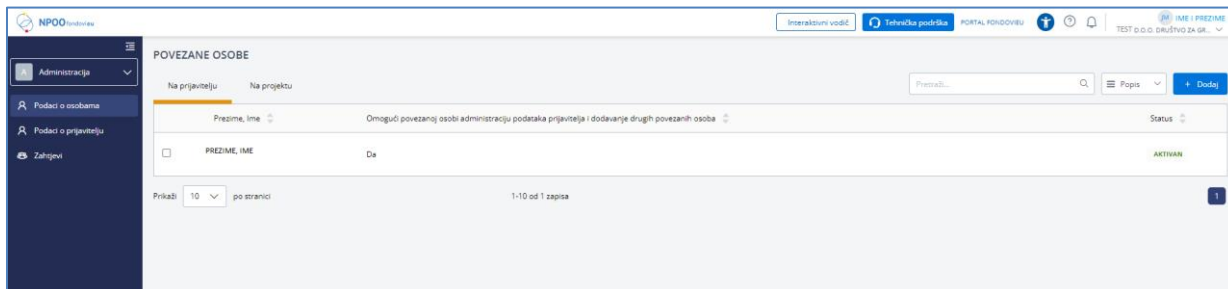 NPOO fondovieu
Interaktivni vodič
Tehnička podrška
PORTAL FONDOVIEU
JM
IME I PREZIME
TEST D.O.O. DRUŠTVO ZA GR...
A
Administracija
Podaci o osobama
Podaci o prijavitelju
Zahtjevi
POVEZANE OSOBE
Na prijavitelju
Na projektu
Pretraži...
Popis
+ Dodaj
Prezime, Ime
Omogući povezanoj osobi administraciju podataka prijavitelja i dodavanje drugih povezanih osoba
Status
PREZIME, IME
Da
AKTIVAN
Prikaži 10 po stranici
1-10 od 1 zapisa
1